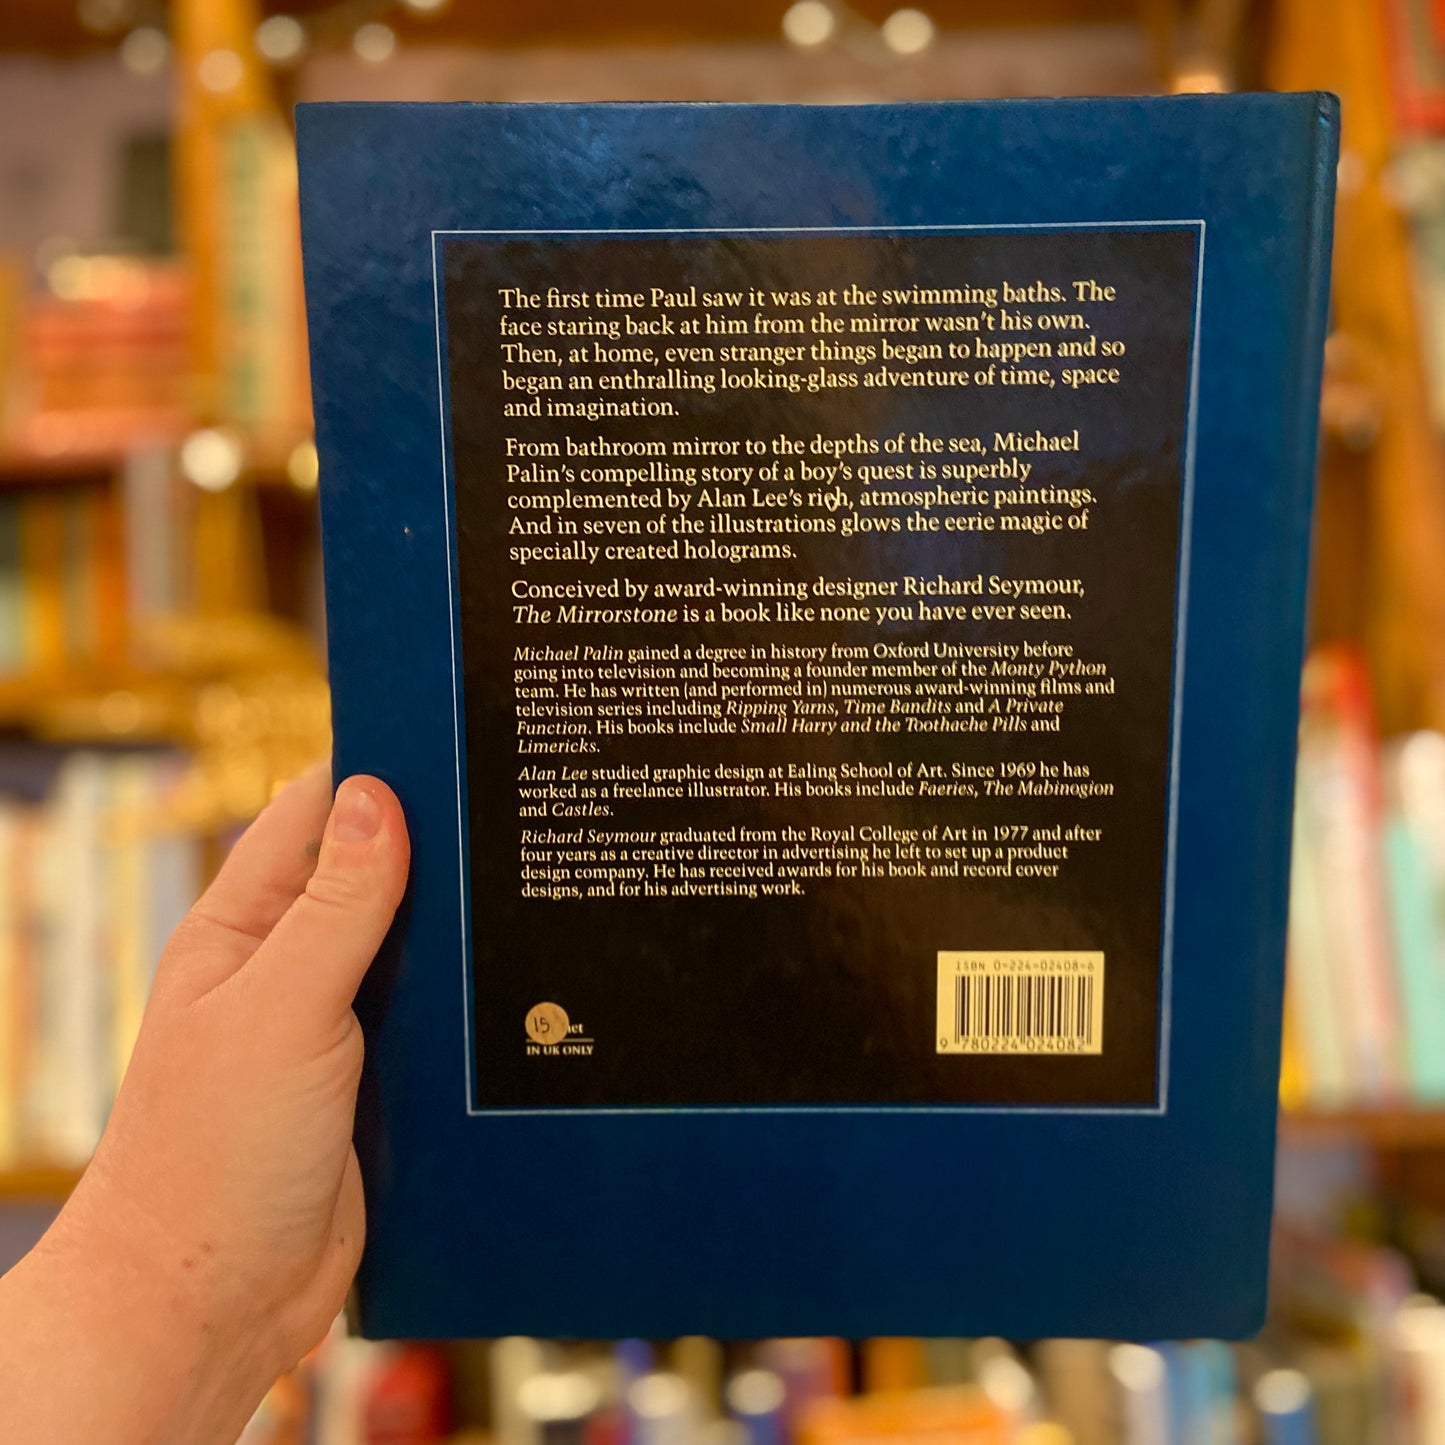 The first time Paul saw it was at the swimming baths. The
face staring back at him from the mirror wasn't his own.
Then, at home, even stranger things began to happen and so
began an enthralling looking-glass adventure of time, space
and imagination.
From bathroom mirror to the depths of the sea, Michael
Palin's compelling story of a boy's quest is superbly
complemented by Alan Lee's rich, atmospheric paintings.
And in seven of the illustrations glows the eerie magic of
specially created holograms.
Conceived by award-winning designer Richard Seymour,
The Mirrorstone is a book like none you have ever seen.
Michael Palin gained a degree in history from Oxford University before
going into television and becoming a founder member of the Monty Python
team. He has written (and performed in) numerous award-winning films and
television series including Ripping Yarns, Time Bandits and A Private
Function. His books include Small Harry and the Toothache Pills and
Limericks.
Alan Lee studied graphic design at Ealing School of Art. Since 1969 he has
worked as a freelance illustrator. His books include Faeries, The Mabinogion
and Castles.
Richard Seymour graduated from the Royal College of Art in 1977 and after
four years as a creative director in advertising he left to set up a product
design company. He has received awards for his book and record cover
designs, and for his advertising work.
ISBN 0-224-02408-6
15 net
IN UK ONLY
9 780224 024082